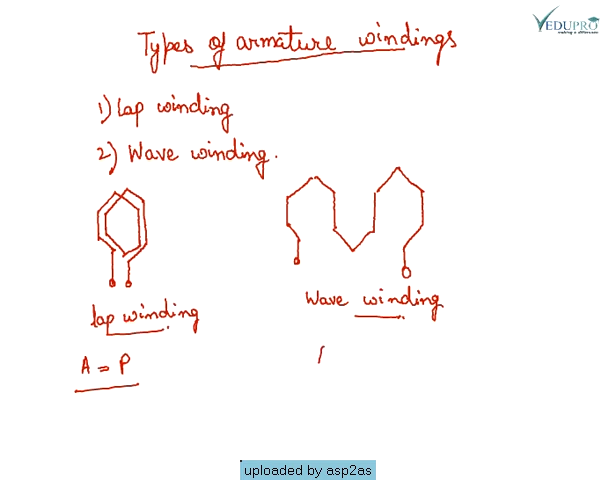 VEDUPRO
making a difference
Types of armature windings
1) Lap winding
2) Wave winding.
lap winding
Wave winding
A = P
uploaded by asp2as